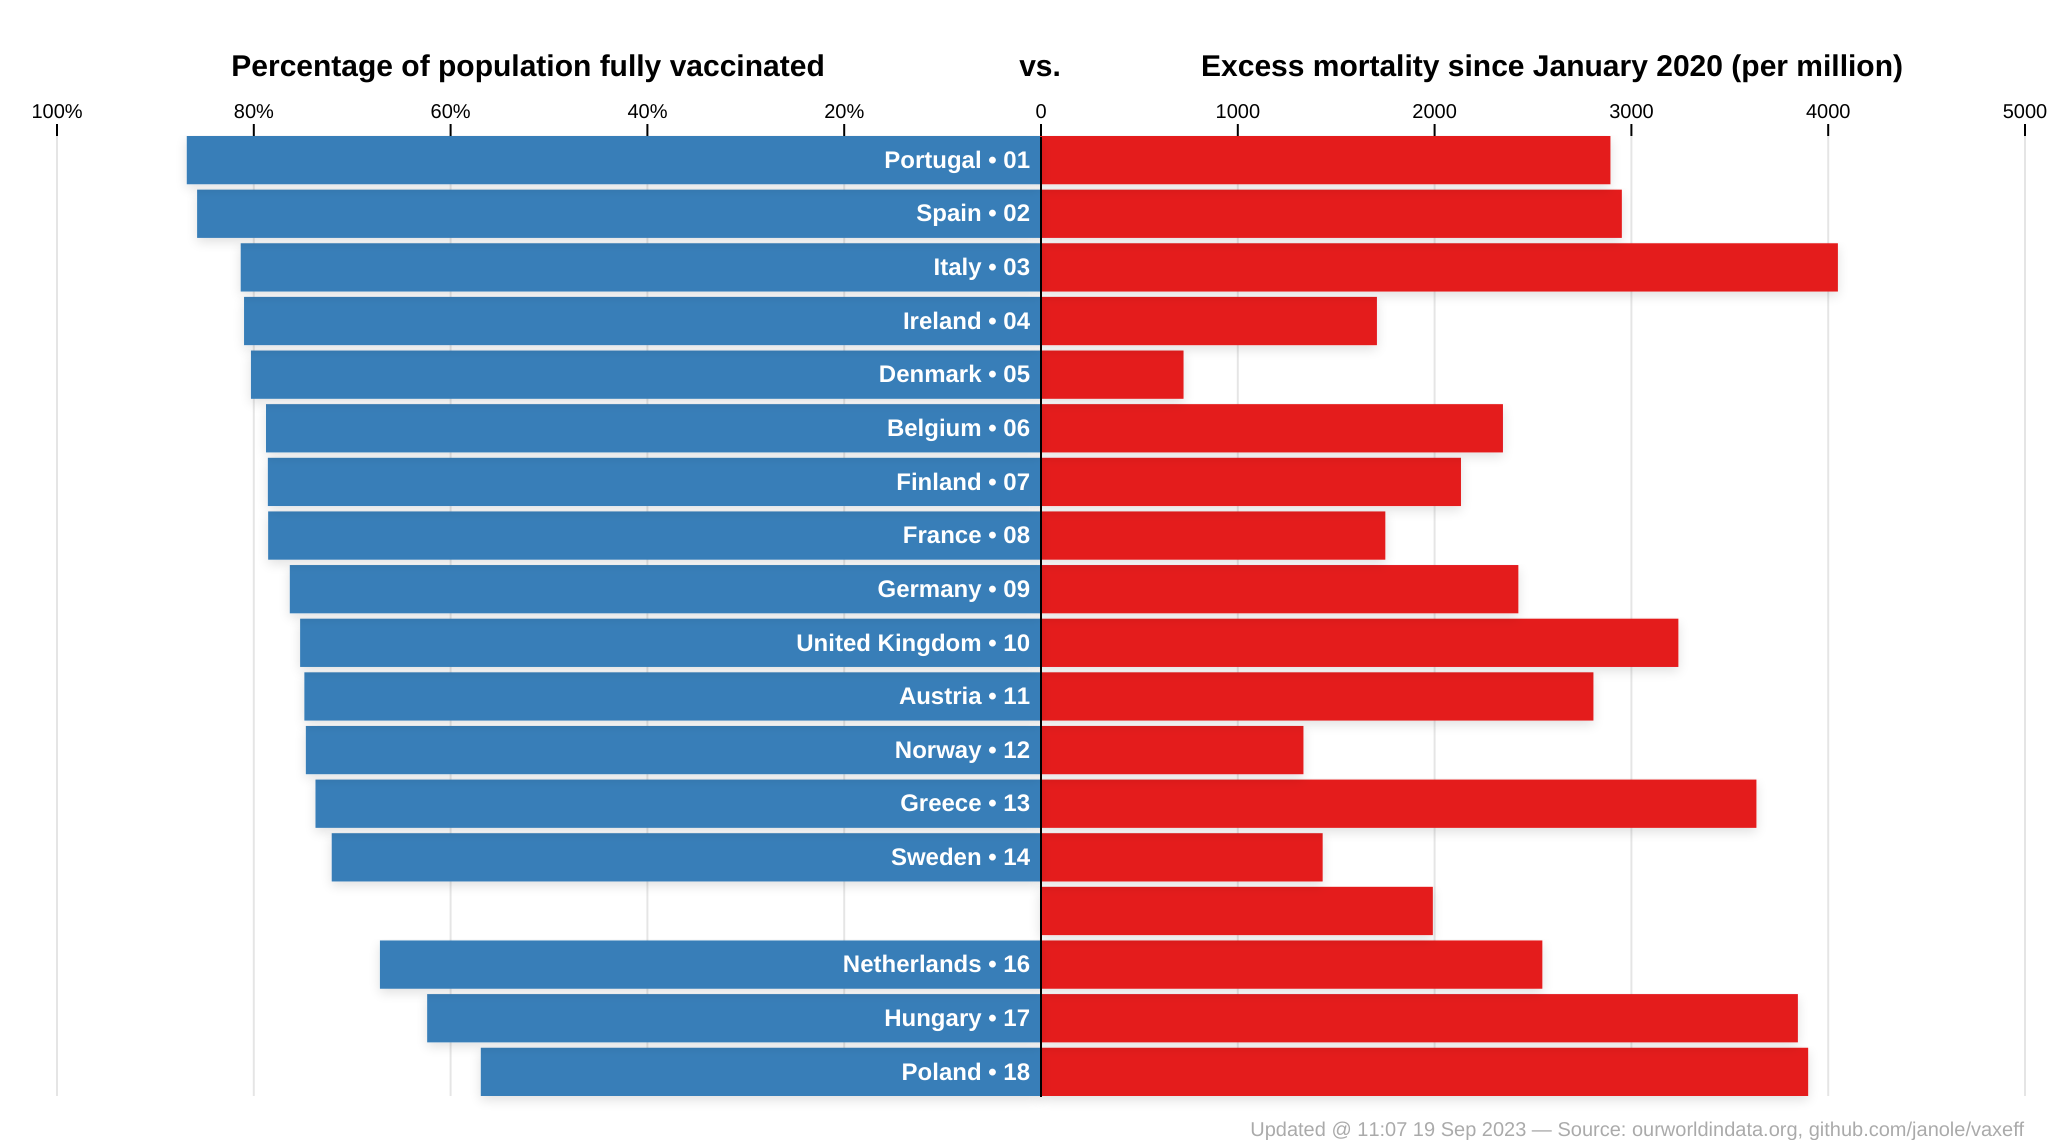 Percentage of population fully vaccinated vs. Excess mortality since January 2020 (per million)
100% 80% 60% 40% 20% 0 1000 2000 3000 4000 5000
Portugal • 01
Spain • 02
Italy • 03
Ireland • 04
Denmark • 05
Belgium • 06
Finland • 07
France • 08
Germany • 09
United Kingdom • 10
Austria • 11
Norway • 12
Greece • 13
Sweden • 14
Netherlands • 16
Hungary • 17
Poland • 18
Updated @ 11:07 19 Sep 2023 — Source: ourworldindata.org, github.com/janole/vaxeff